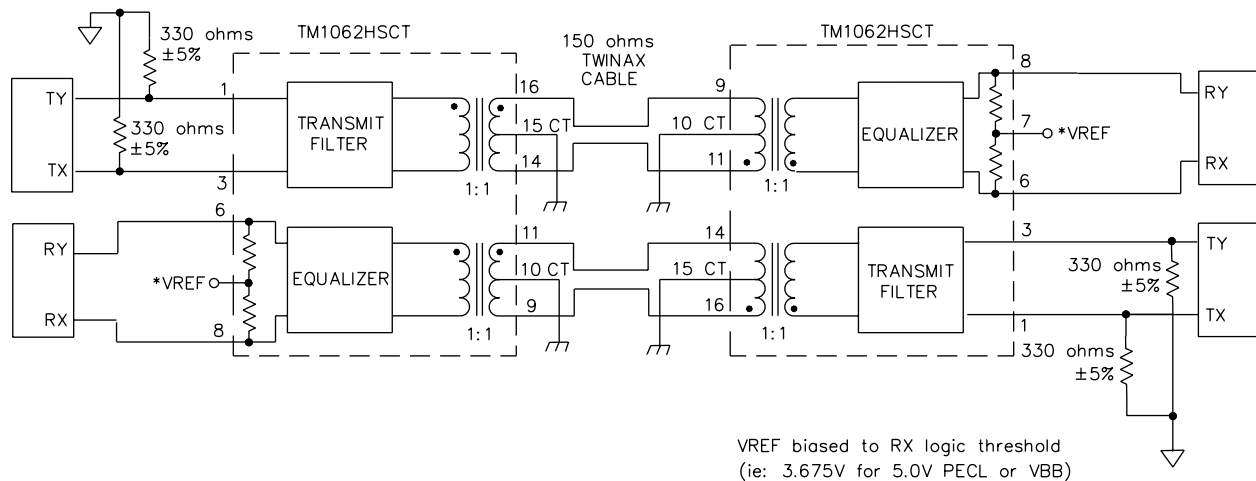 TM1062HSCT
150 ohms
TWINAX
CABLE
TM1062HSCT
330 ohms
±5%
330 ohms
±5%
TY
TX
1
3
TRANSMIT
FILTER
1:1
16
15 CT
14
9
10 CT
11
1:1
EQUALIZER
8
7
*VREF
6
RY
RX
RY
RX
6
*VREF
8
EQUALIZER
1:1
11
10 CT
9
14
15 CT
16
1:1
TRANSMIT
FILTER
3
1
330 ohms
±5%
330 ohms
±5%
TY
TX
VREF biased to RX logic threshold
(ie: 3.675V for 5.0V PECL or VBB)